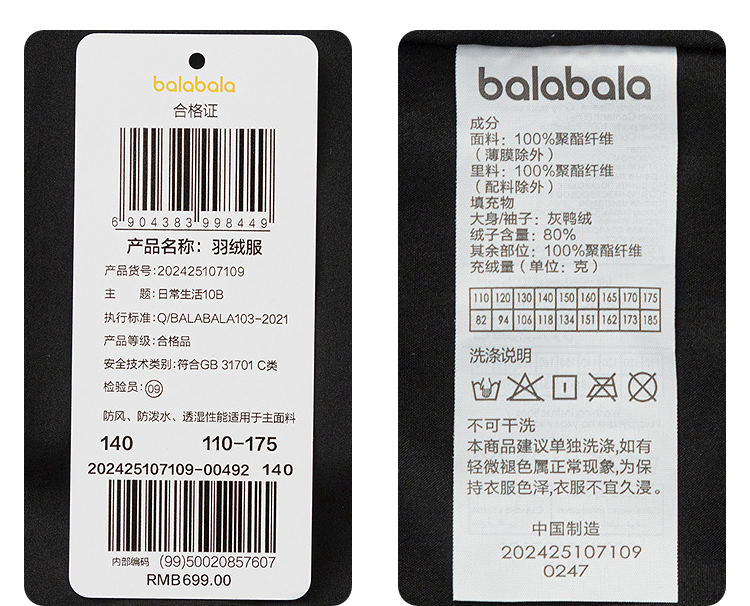 balabala
合格证
6 904383 998449
产品名称：羽绒服
产品货号:202425107109
主 题:日常生活10B
执行标准:Q/BALABALA103-2021
产品等级:合格品
安全技术类别:符合GB 31701 C类
检验员:09
防风、防泼水、透湿性能适用于主面料
140 110-175
202425107109-00492 140
内部编码 (99)50020857607
RMB699.00
balabala
成分
面料：100%聚酯纤维
（薄膜除外）
里料：100%聚酯纤维
（配料除外）
填充物
大身/袖子：灰鸭绒
绒子含量：80%
其余部位：100%聚酯纤维
充绒量（单位：克）
110 120 130 140 150 160 165 170 175
82 94 106 118 134 151 162 173 185
洗涤说明
不可干洗
本商品建议单独洗涤,如有
轻微褪色属正常现象,为保
持衣服色泽,衣服不宜久浸。
中国制造
202425107109
0247